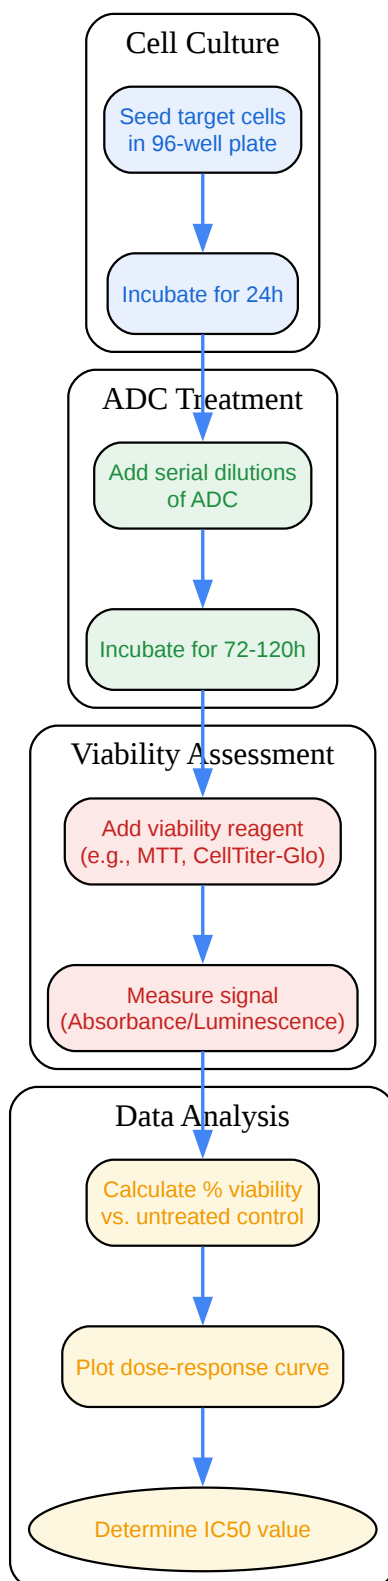 Cell Culture
Seed target cells
in 96-well plate
Incubate for 24h
ADC Treatment
Add serial dilutions
of ADC
Incubate for 72-120h
Viability Assessment
Add viability reagent
(e.g., MTT, CellTiter-Glo)
Measure signal
(Absorbance/Luminescence)
Data Analysis
Calculate % viability
vs. untreated control
Plot dose-response curve
Determine IC50 value